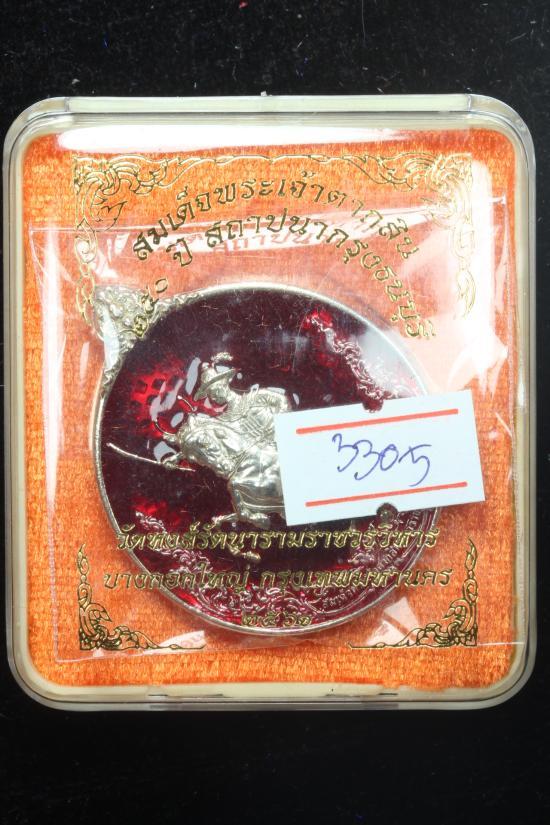 สมเด็จพระเจ้าตากสิน
๒๕๐ ปี สถาปนากรุงธนบุรี
3305
วัดหงส์รัตนารามราชวรวิหาร
บางกอกใหญ่ กรุงเทพมหานคร
๒๕๖๑